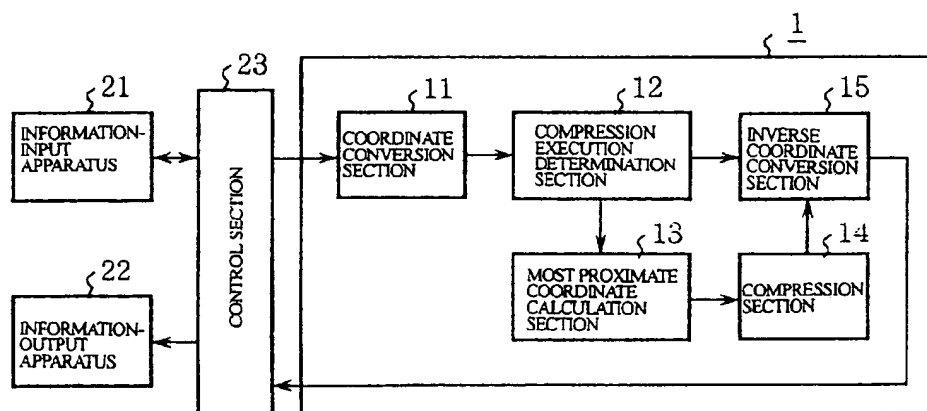 1
23
21
11
12
15
INFORMATION-
INPUT
APPARATUS
COORDINATE
CONVERSION
SECTION
COMPRESSION
EXECUTION
DETERMINATION
SECTION
INVERSE
COORDINATE
CONVERSION
SECTION
CONTROL SECTION
13
14
22
MOST PROXIMATE
COORDINATE
CALCULATION
SECTION
COMPRESSION
SECTION
INFORMATION-
OUTPUT
APPARATUS